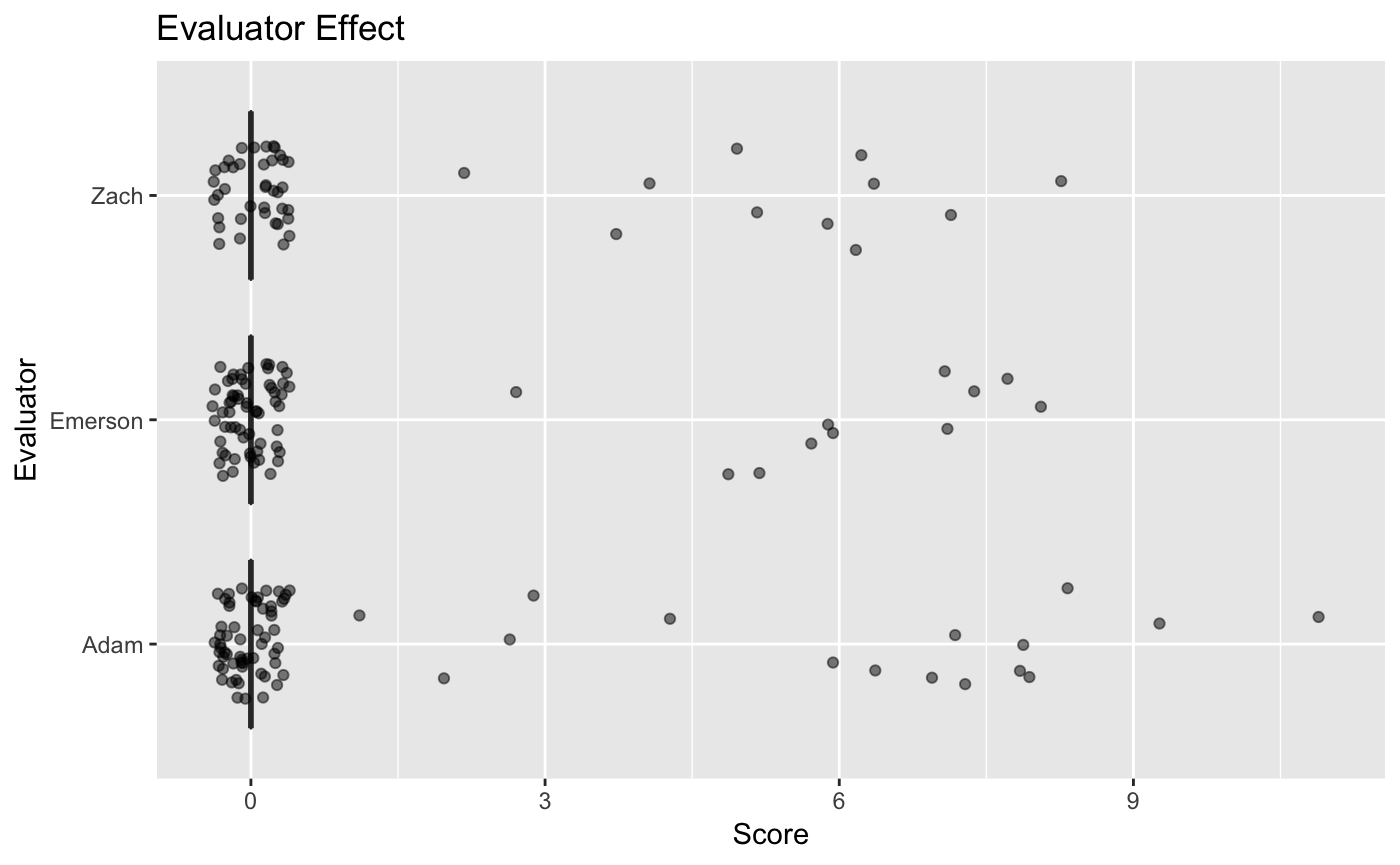 Evaluator Effect
Evaluator
Zach
Emerson
Adam
0
3
6
9
Score